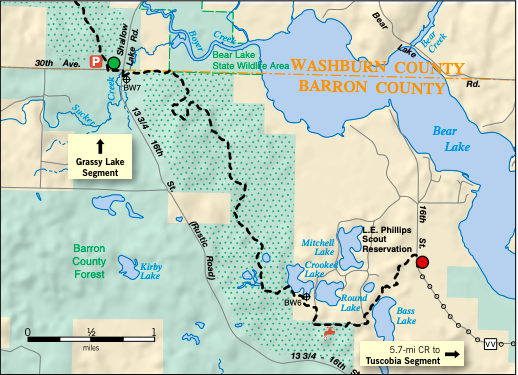 Bear
Creek
Bear Lake
State Wildlife Area
Bear
Lake
Rd.
Bear
Creek
Shallow
Lake Rd.
30th Ave.
P
BW7
WASHBURN COUNTY
BARRON COUNTY
Sucker
Creek
Grassy Lake
Segment
13 3/4 - 16th
St.
(Rustic Road)
Bear
Lake
16th
St.
L.E. Phillips
Scout
Reservation
Mitchell
Lake
Crooked
Lake
Round
Lake
Bass
Lake
BW6
Barron
County
Forest
Kirby
Lake
0 ½ 1
miles
13 3/4 - 16th St.
5.7-mi CR to
Tuscobia Segment
VV